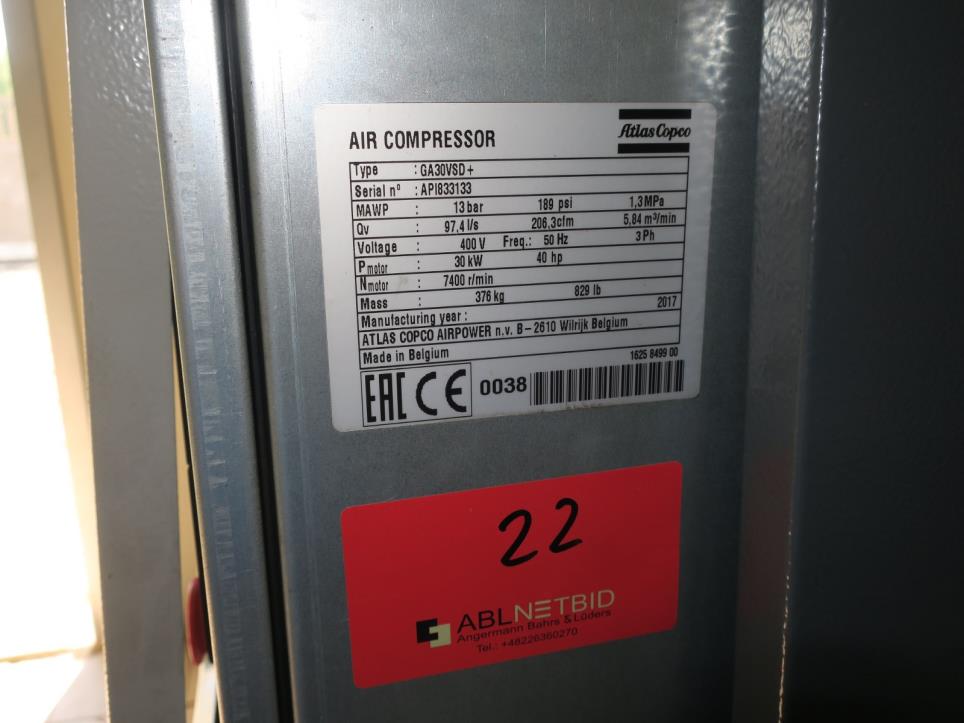 AIR COMPRESSOR
Atlas Copco
Type : GA30VSD+
Serial nº : API833133
MAWP : 13 bar 189 psi 1,3 MPa
Qv : 97,4 l/s 206,3cfm 5,84 m³/min
Voltage : 400 V Freq.: 50 Hz 3 Ph
Pmotor : 30 kW 40 hp
Nmotor : 7400 r/min
Mass : 376 kg 829 lb
Manufacturing year : 2017
ATLAS COPCO AIRPOWER n.v. B-2610 Wilrijk Belgium
Made in Belgium 1625 8499 00
EAC CE 0038
22
ABLNETBID
Angermann Bahrs & Lüders
Tel.: +48226360270